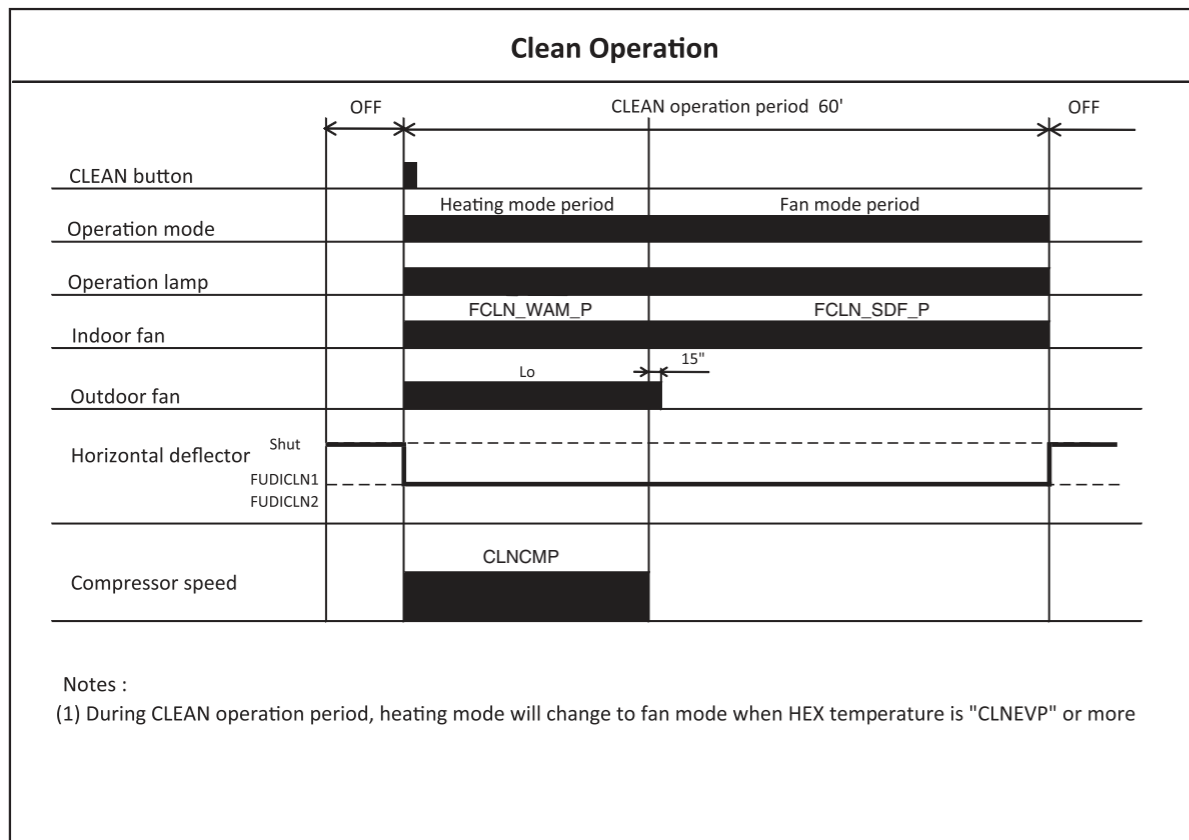 Clean Operation
OFF
CLEAN operation period 60'
OFF
CLEAN button
Heating mode period
Fan mode period
Operation mode
Operation lamp
FCLN_WAM_P
FCLN_SDF_P
Indoor fan
15"
Lo
Outdoor fan
Shut
Horizontal deflector
FUDICLN1
FUDICLN2
CLNCMP
Compressor speed
Notes :
(1) During CLEAN operation period, heating mode will change to fan mode when HEX temperature is "CLNEVP" or more